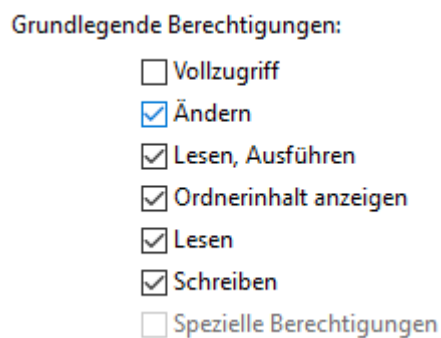 Grundlegende Berechtigungen:
Vollzugriff
Ändern
Lesen, Ausführen
Ordnerinhalt anzeigen
Lesen
Schreiben
Spezielle Berechtigungen